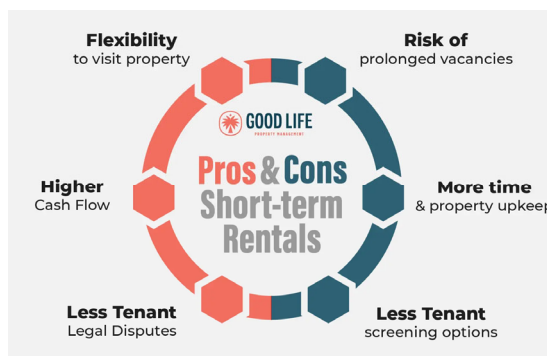 Flexibility
to visit property
Risk of
prolonged vacancies
GOOD LIFE
PROPERTY MANAGEMENT
Pros & Cons
Short-term
Rentals
Higher
Cash Flow
More time
& property upkeep
Less Tenant
Legal Disputes
Less Tenant
screening options